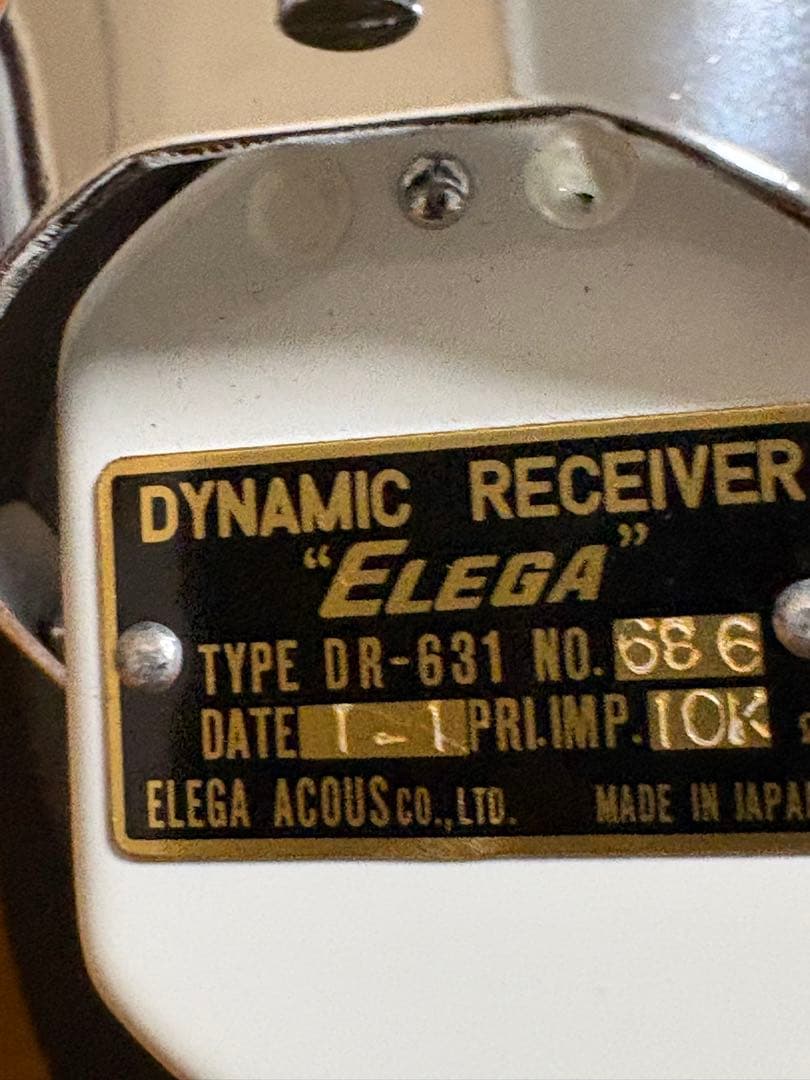 DYNAMIC RECEIVER
"ELEGA"
TYPE DR-631 NO. 686
DATE 1-1 PRI.IMP. 10K
ELEGA ACOUS CO., LTD. MADE IN JAPAN